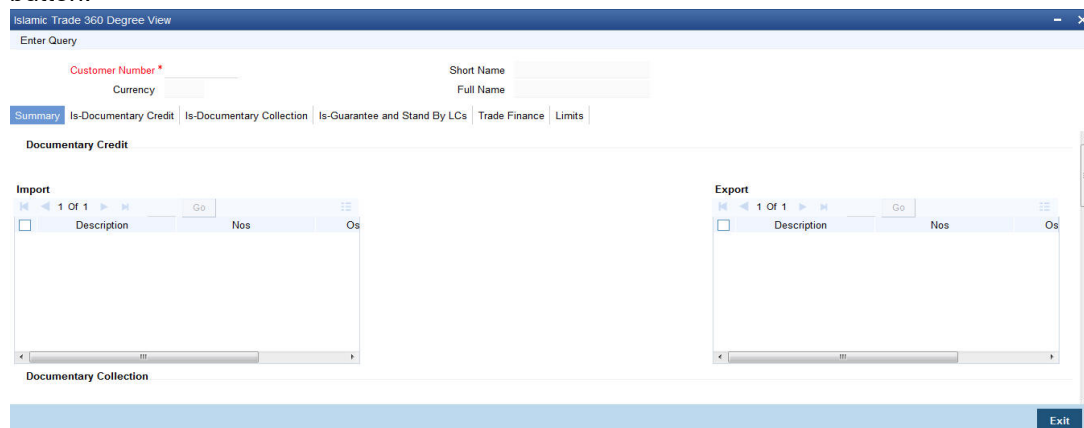 Islamic Trade 360 Degree View
Enter Query
Customer Number * Short Name
Currency Full Name
Summary Is-Documentary Credit Is-Documentary Collection Is-Guarantee and Stand By LCs Trade Finance Limits
Documentary Credit
Import Export
1 Of 1 Go 1 Of 1 Go
Description Nos Os Description Nos Os
Documentary Collection
Exit